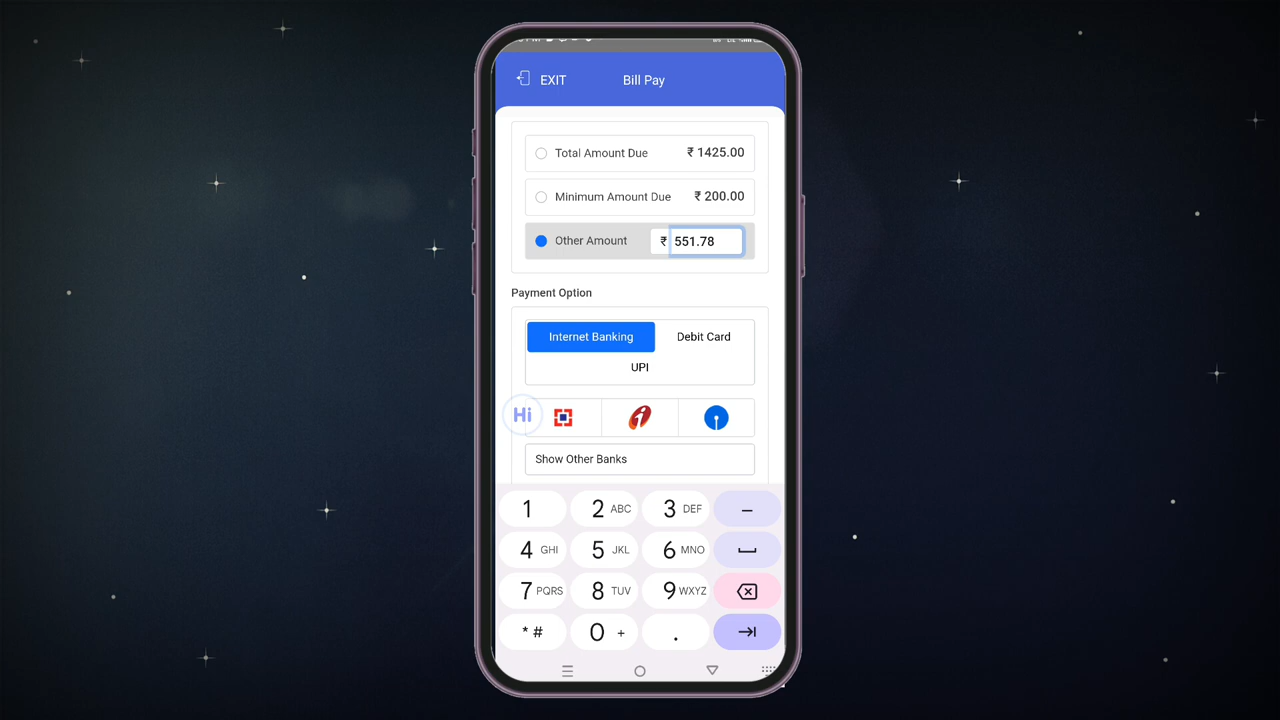 EXIT Bill Pay
Total Amount Due ₹ 1425.00
Minimum Amount Due ₹ 200.00
Other Amount ₹ 551.78
Payment Option
Internet Banking Debit Card
UPI
Hi
Show Other Banks
1 2 ABC 3 DEF –
4 GHI 5 JKL 6 MNO
7 PQRS 8 TUV 9 WXYZ
* # 0 + .